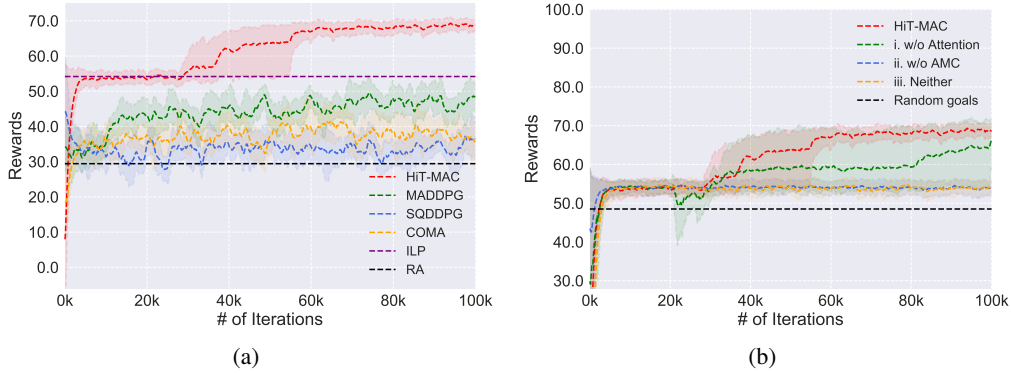 70.0
60.0
50.0
40.0
30.0
20.0
10.0
0.0
Rewards
0k 20k 40k 60k 80k 100k
# of Iterations
HiT-MAC
MADDPG
SQDDPG
COMA
ILP
RA
(a)
100.0
90.0
80.0
70.0
60.0
50.0
40.0
30.0
Rewards
0k 20k 40k 60k 80k 100k
# of Iterations
HiT-MAC
i. w/o Attention
ii. w/o AMC
iii. Neither
Random goals
(b)